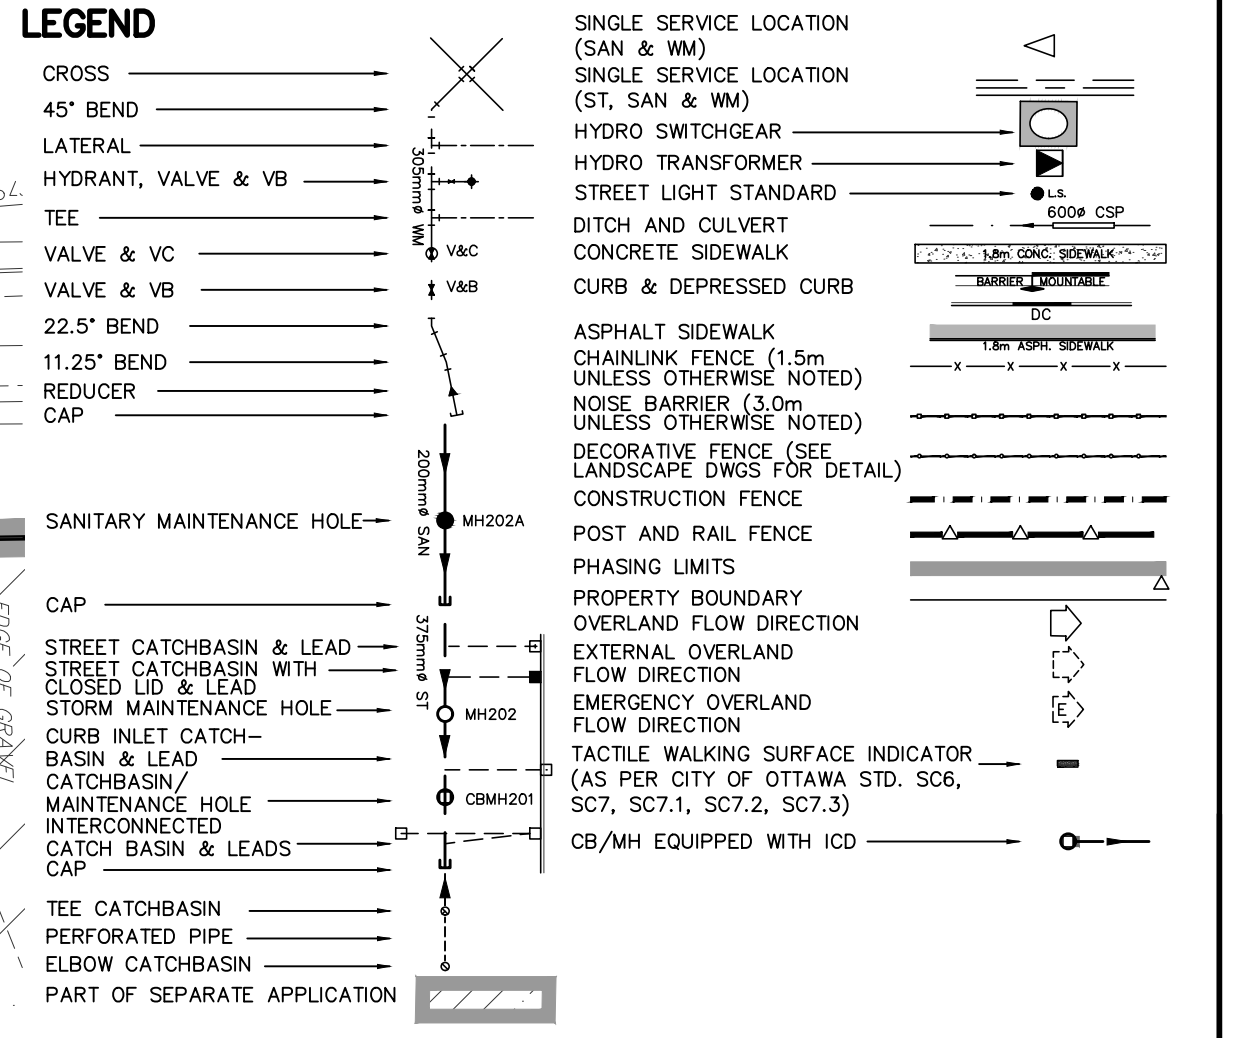 LEGEND
CROSS
45° BEND
LATERAL
HYDRANT, VALVE & VB
TEE
VALVE & VC
VALVE & VB
22.5° BEND
11.25° BEND
REDUCER
CAP
SANITARY MAINTENANCE HOLE
CAP
STREET CATCHBASIN & LEAD
STREET CATCHBASIN WITH
CLOSED LID & LEAD
STORM MAINTENANCE HOLE
CURB INLET CATCH-
BASIN & LEAD
CATCHBASIN/
MAINTENANCE HOLE
INTERCONNECTED
CATCH BASIN & LEADS
CAP
TEE CATCHBASIN
PERFORATED PIPE
ELBOW CATCHBASIN
PART OF SEPARATE APPLICATION
305mmø WM
V&C
V&B
200mmø SAN
MH202A
375mmø ST
MH202
CBMH201
SINGLE SERVICE LOCATION
(SAN & WM)
SINGLE SERVICE LOCATION
(ST, SAN & WM)
HYDRO SWITCHGEAR
HYDRO TRANSFORMER
STREET LIGHT STANDARD
L.S.
DITCH AND CULVERT
600ø CSP
CONCRETE SIDEWALK
1.8m CONC. SIDEWALK
CURB & DEPRESSED CURB
BARRIER MOUNTABLE
DC
ASPHALT SIDEWALK
1.8m ASPH. SIDEWALK
CHAINLINK FENCE (1.5m
UNLESS OTHERWISE NOTED)
X X X X
NOISE BARRIER (3.0m
UNLESS OTHERWISE NOTED)
DECORATIVE FENCE (SEE
LANDSCAPE DWGS FOR DETAIL)
CONSTRUCTION FENCE
POST AND RAIL FENCE
PHASING LIMITS
PROPERTY BOUNDARY
OVERLAND FLOW DIRECTION
EXTERNAL OVERLAND
FLOW DIRECTION
EMERGENCY OVERLAND
FLOW DIRECTION
E
TACTILE WALKING SURFACE INDICATOR
(AS PER CITY OF OTTAWA STD. SC6,
SC7, SC7.1, SC7.2, SC7.3)
CB/MH EQUIPPED WITH ICD
EDGE OF GRAVEL